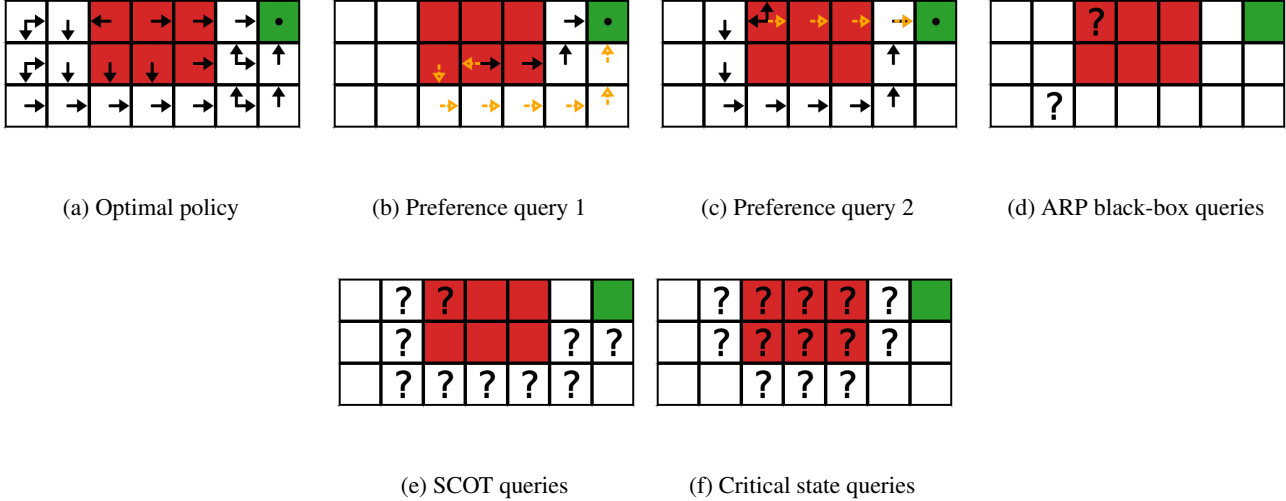 ?
?
(a) Optimal policy
(b) Preference query 1
(c) Preference query 2
(d) ARP black-box queries
? ?
? ? ?
? ? ? ? ?
? ? ? ? ?
? ? ? ? ?
? ? ?
(e) SCOT queries
(f) Critical state queries